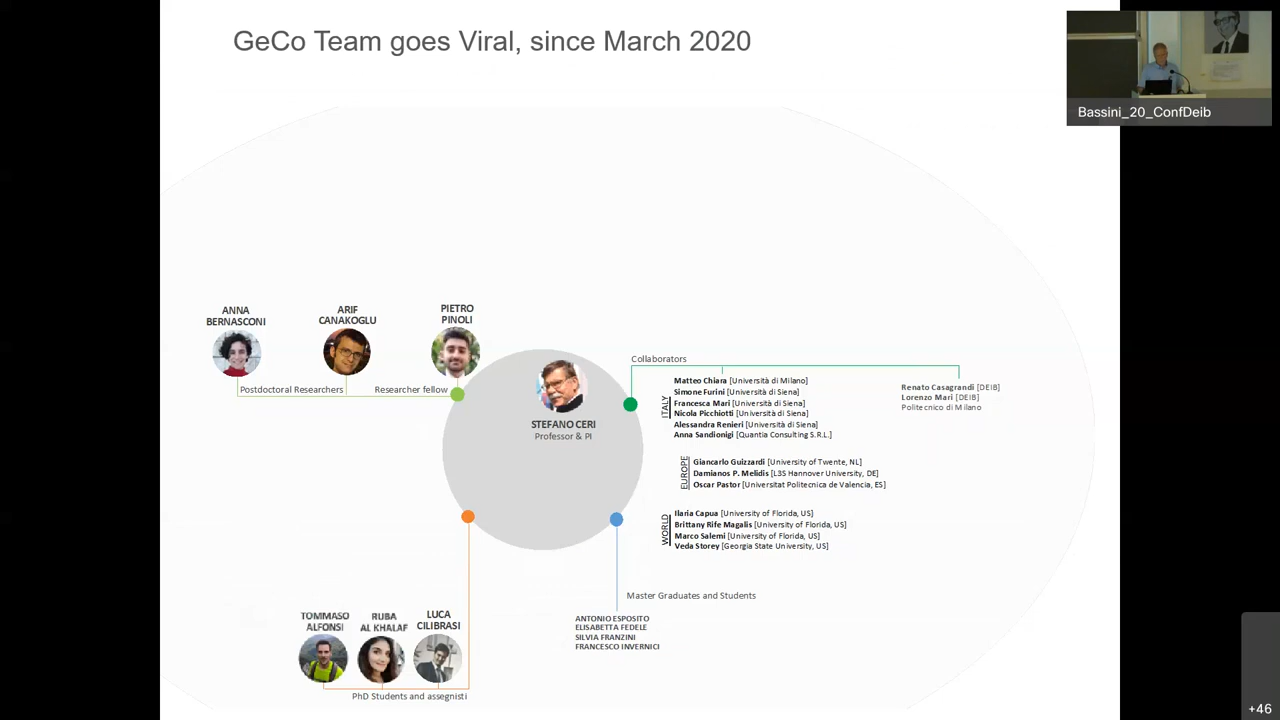 GeCo Team goes Viral, since March 2020
Bassini_20_ConfDeib
ANNA
BERNASCONI
ARIF
CANAKOGLU
PIETRO
PINOLI
Postdoctoral Researchers
Researcher fellow
STEFANO CERI
Professor & PI
Collaborators
ITALY
Matteo Chiara [Università di Milano]
Simone Furini [Università di Siena]
Francesca Mari [Università di Siena]
Nicola Picchiotti [Università di Siena]
Alessandra Renieri [Università di Siena]
Anna Sandionigi [Quantia Consulting S.R.L.]
Renato Casagrandi [DEIB]
Lorenzo Mari [DEIB]
Politecnico di Milano
EUROPE
Giancarlo Guizzardi [University of Twente, NL]
Damianos P. Melidis [L3S Hannover University, DE]
Oscar Pastor [Universitat Politecnica de Valencia, ES]
WORLD
Ilaria Capua [University of Florida, US]
Brittany Rife Magalis [University of Florida, US]
Marco Salemi [University of Florida, US]
Veda Storey [Georgia State University, US]
Master Graduates and Students
ANTONIO ESPOSITO
ELISABETTA FEDELE
SILVIA FRANZINI
FRANCESCO INVERNICI
TOMMASO
ALFONSI
RUBA
AL KHALAF
LUCA
CILIBRASI
PhD Students and assegnisti
+46